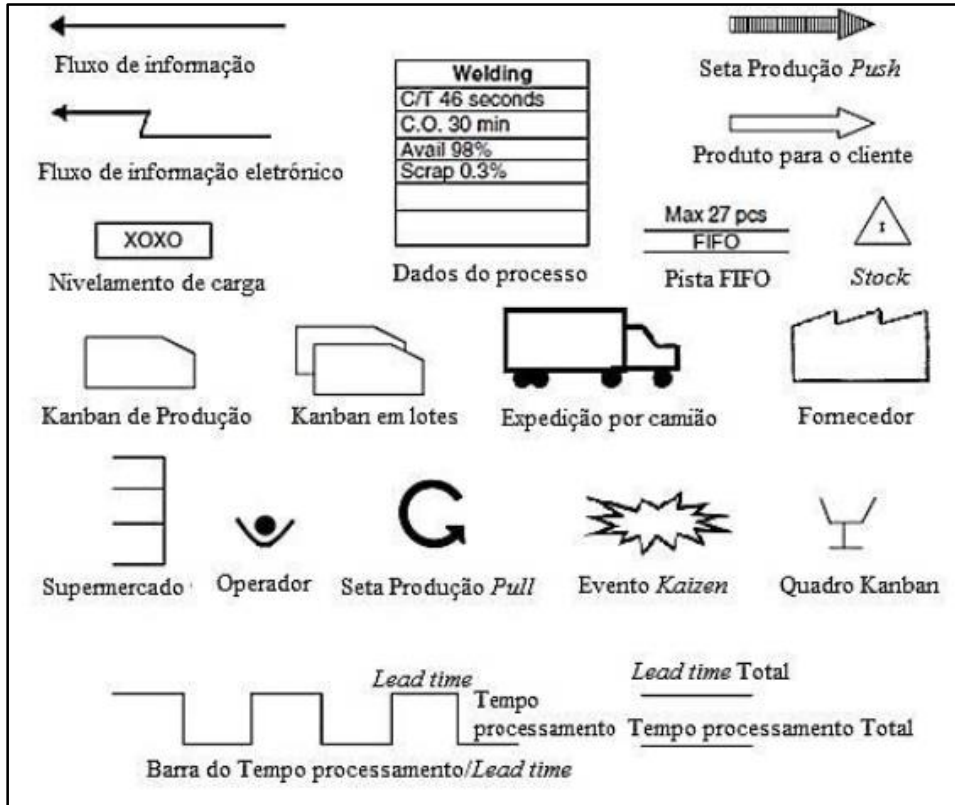 Fluxo de informação
Fluxo de informação eletrónico
XOXO
Nivelamento de carga
Welding
C/T 46 seconds
C.O. 30 min
Avail 98%
Scrap 0.3%
Dados do processo
Seta Produção Push
Produto para o cliente
Max 27 pcs
FIFO
Pista FIFO
I
Stock
Kanban de Produção
Kanban em lotes
Expedição por camião
Fornecedor
Supermercado
Operador
Seta Produção Pull
Evento Kaizen
Quadro Kanban
Lead time
Tempo
processamento
Lead time Total
Tempo processamento Total
Barra do Tempo processamento/Lead time